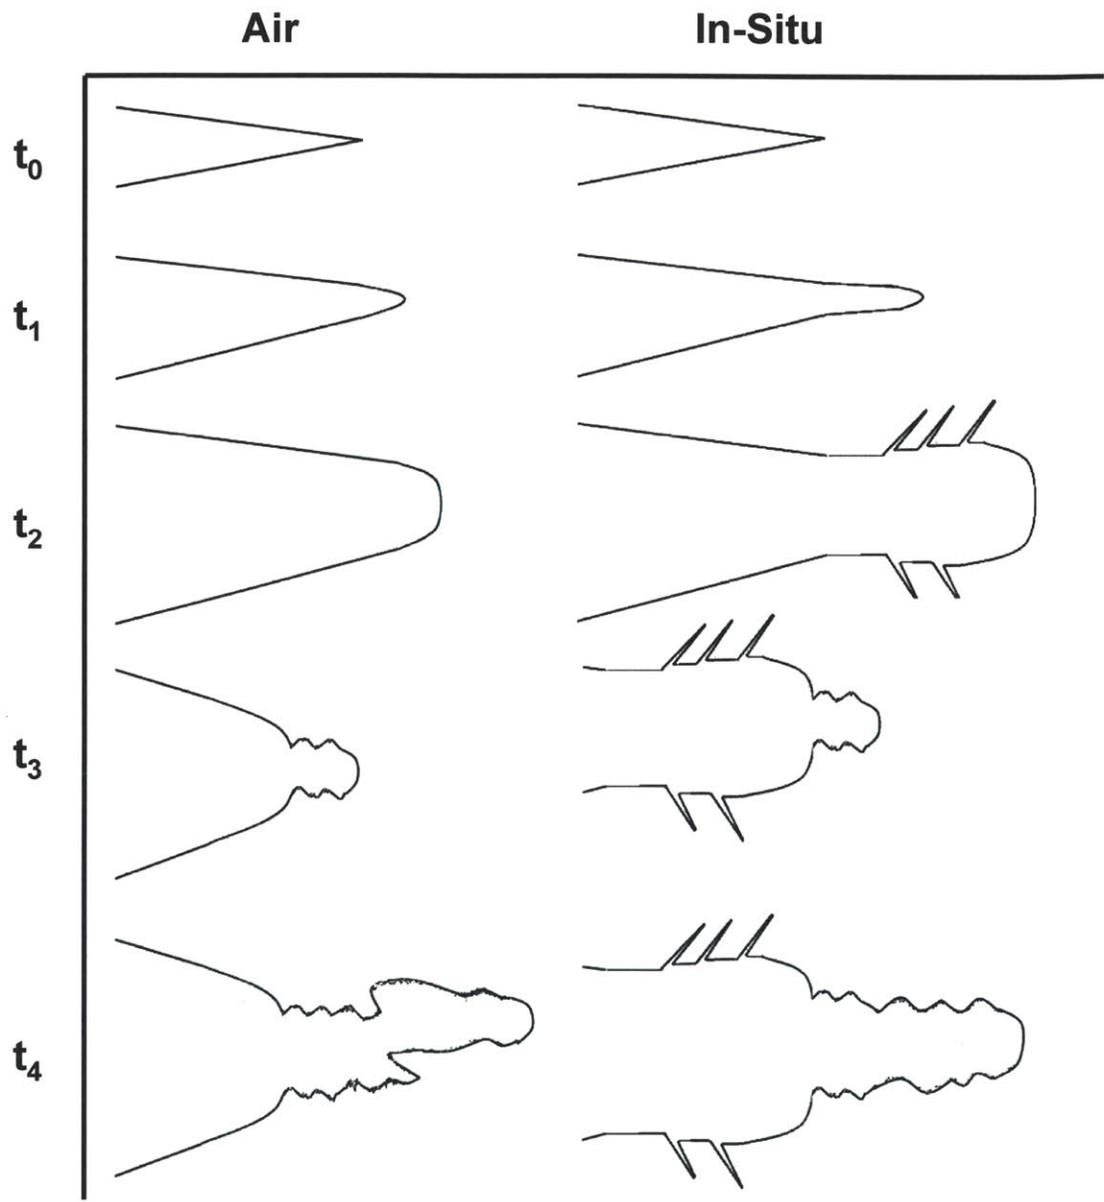 Air In-Situ
t₀
t₁
t₂
t₃
t₄